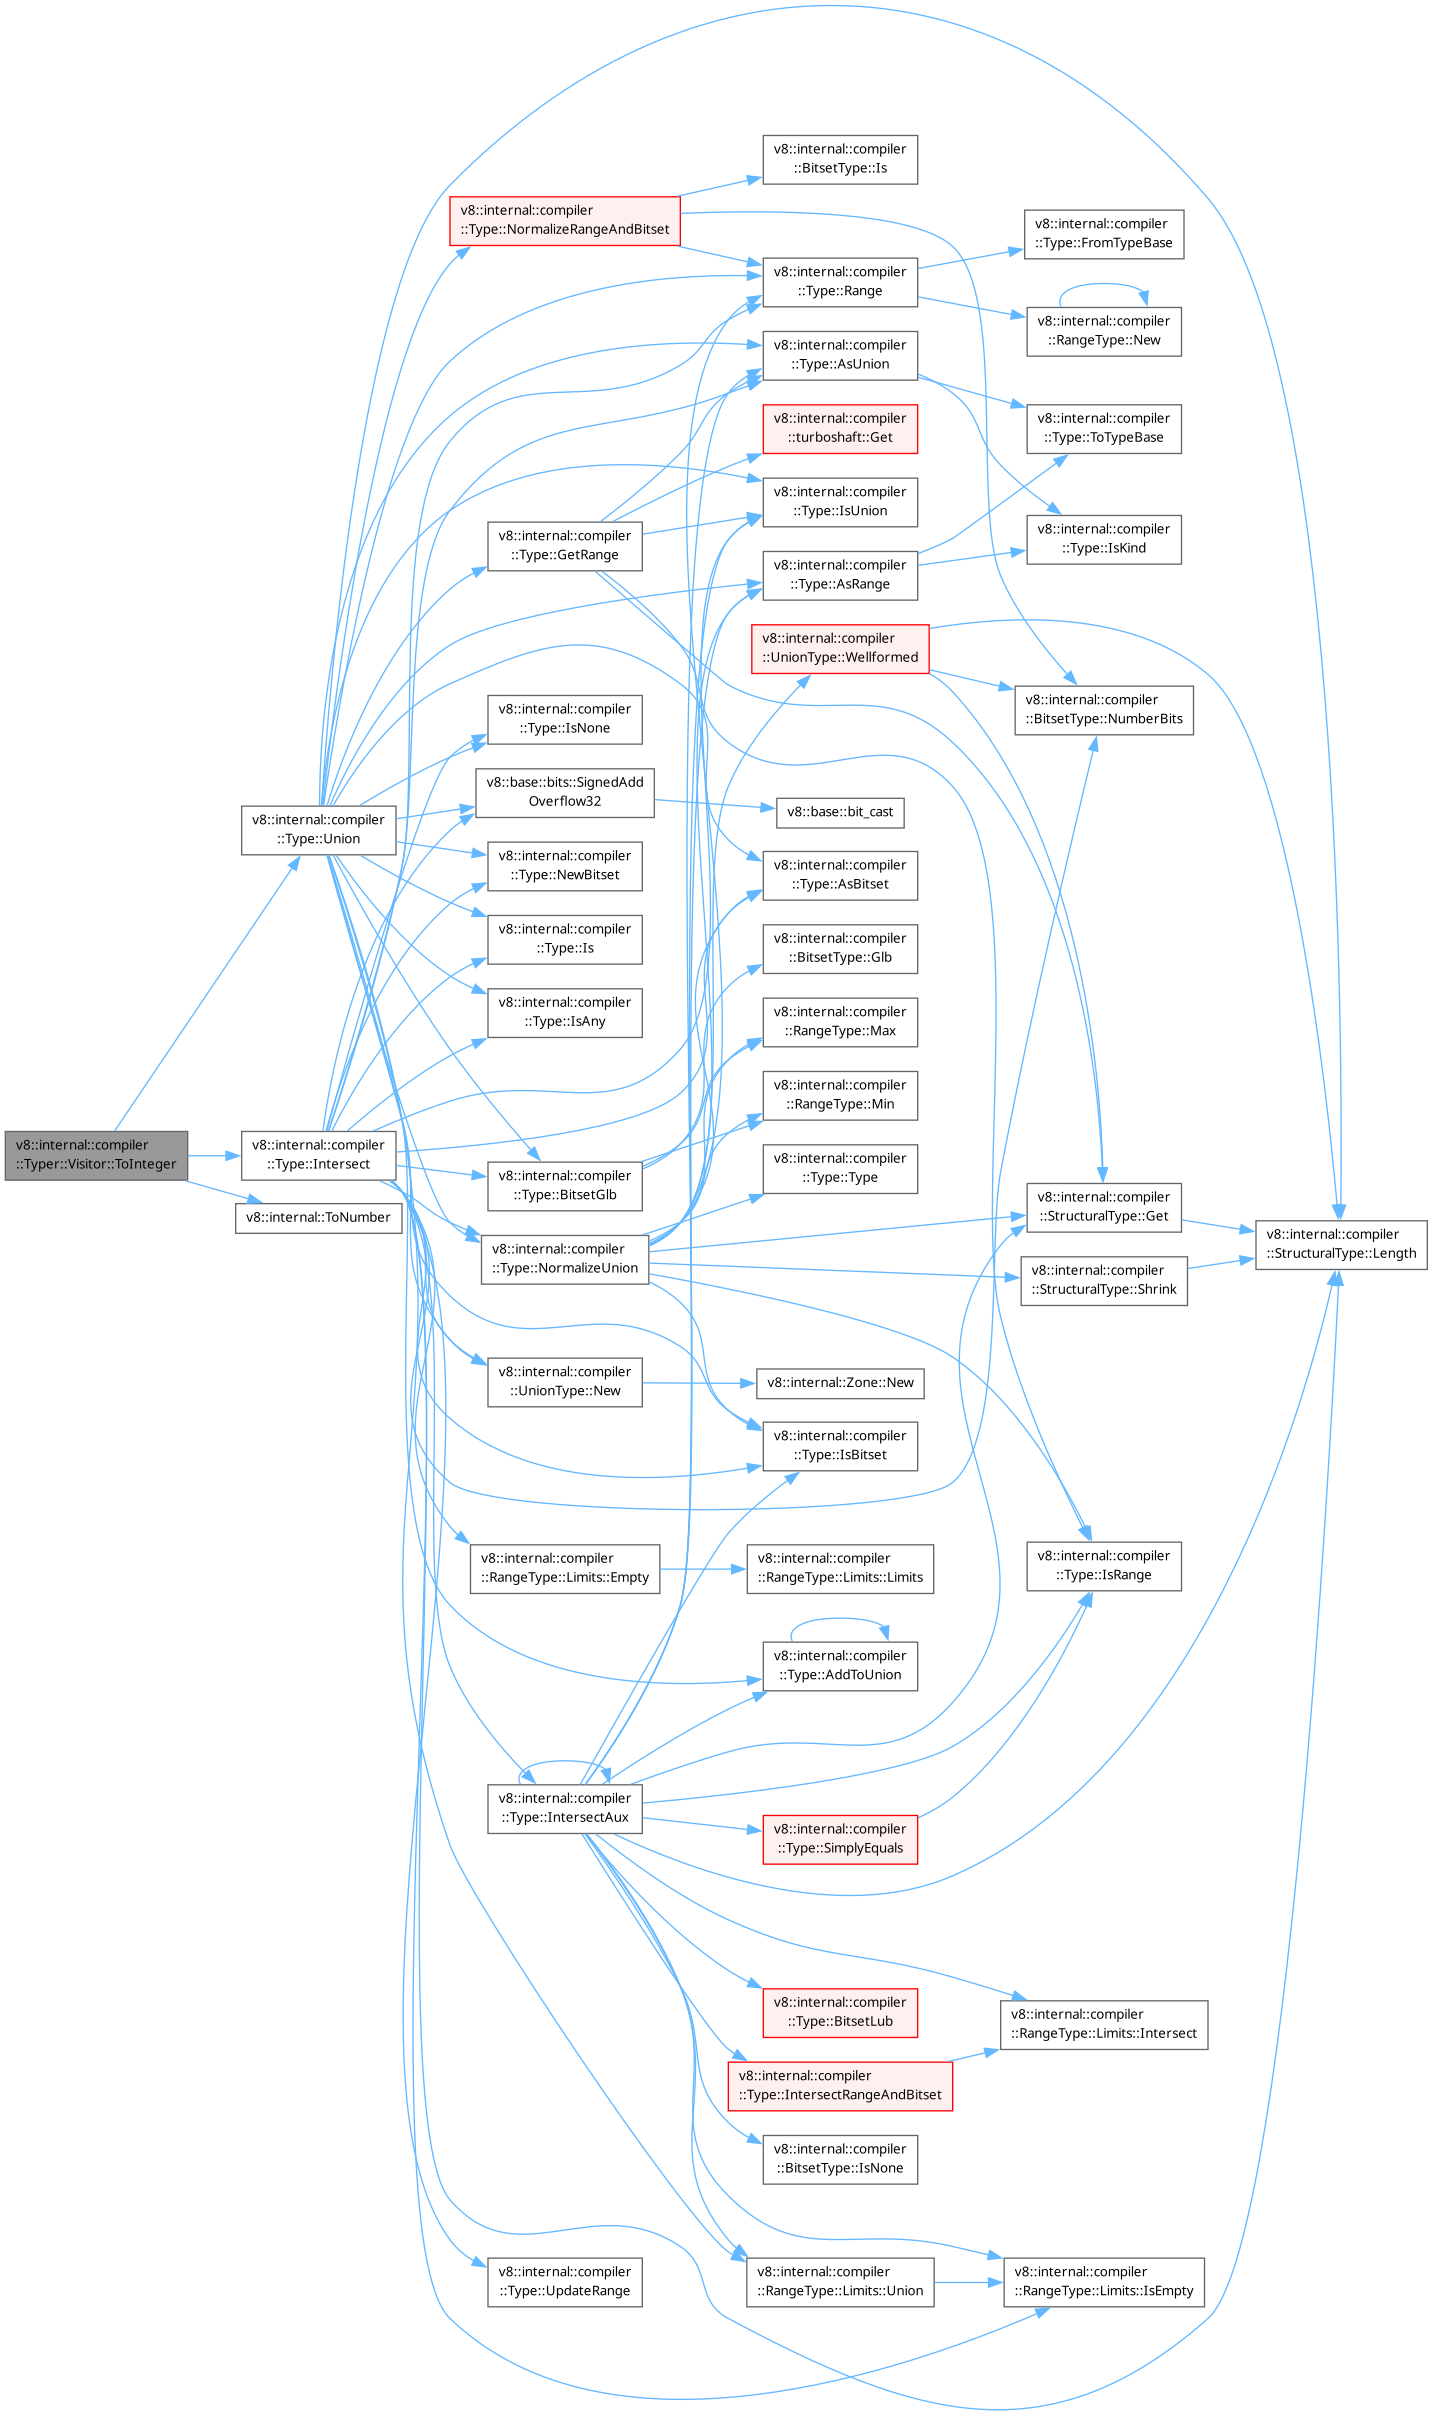 v8::internal::compiler
::BitsetType::Is
v8::internal::compiler
::Type::NormalizeRangeAndBitset
v8::internal::compiler
::Type::FromTypeBase
v8::internal::compiler
::Type::Range
v8::internal::compiler
::RangeType::New
v8::internal::compiler
::Type::AsUnion
v8::internal::compiler
::turboshaft::Get
v8::internal::compiler
::Type::ToTypeBase
v8::internal::compiler
::Type::IsUnion
v8::internal::compiler
::Type::GetRange
v8::internal::compiler
::Type::IsKind
v8::internal::compiler
::Type::AsRange
v8::internal::compiler
::UnionType::Wellformed
v8::internal::compiler
::BitsetType::NumberBits
v8::internal::compiler
::Type::IsNone
v8::base::bits::SignedAdd
Overflow32
v8::base::bit_cast
v8::internal::compiler
::Type::Union
v8::internal::compiler
::Type::NewBitset
v8::internal::compiler
::Type::AsBitset
v8::internal::compiler
::Type::Is
v8::internal::compiler
::BitsetType::Glb
v8::internal::compiler
::Type::IsAny
v8::internal::compiler
::RangeType::Max
v8::internal::compiler
::RangeType::Min
v8::internal::compiler
::Typer::Visitor::ToInteger
v8::internal::compiler
::Type::Intersect
v8::internal::compiler
::Type::BitsetGlb
v8::internal::compiler
::Type::Type
v8::internal::ToNumber
v8::internal::compiler
::StructuralType::Get
v8::internal::compiler
::StructuralType::Length
v8::internal::compiler
::Type::NormalizeUnion
v8::internal::compiler
::StructuralType::Shrink
v8::internal::compiler
::UnionType::New
v8::internal::Zone::New
v8::internal::compiler
::Type::IsBitset
v8::internal::compiler
::RangeType::Limits::Empty
v8::internal::compiler
::RangeType::Limits::Limits
v8::internal::compiler
::Type::IsRange
v8::internal::compiler
::Type::AddToUnion
v8::internal::compiler
::Type::IntersectAux
v8::internal::compiler
::Type::SimplyEquals
v8::internal::compiler
::Type::BitsetLub
v8::internal::compiler
::RangeType::Limits::Intersect
v8::internal::compiler
::Type::IntersectRangeAndBitset
v8::internal::compiler
::BitsetType::IsNone
v8::internal::compiler
::Type::UpdateRange
v8::internal::compiler
::RangeType::Limits::Union
v8::internal::compiler
::RangeType::Limits::IsEmpty